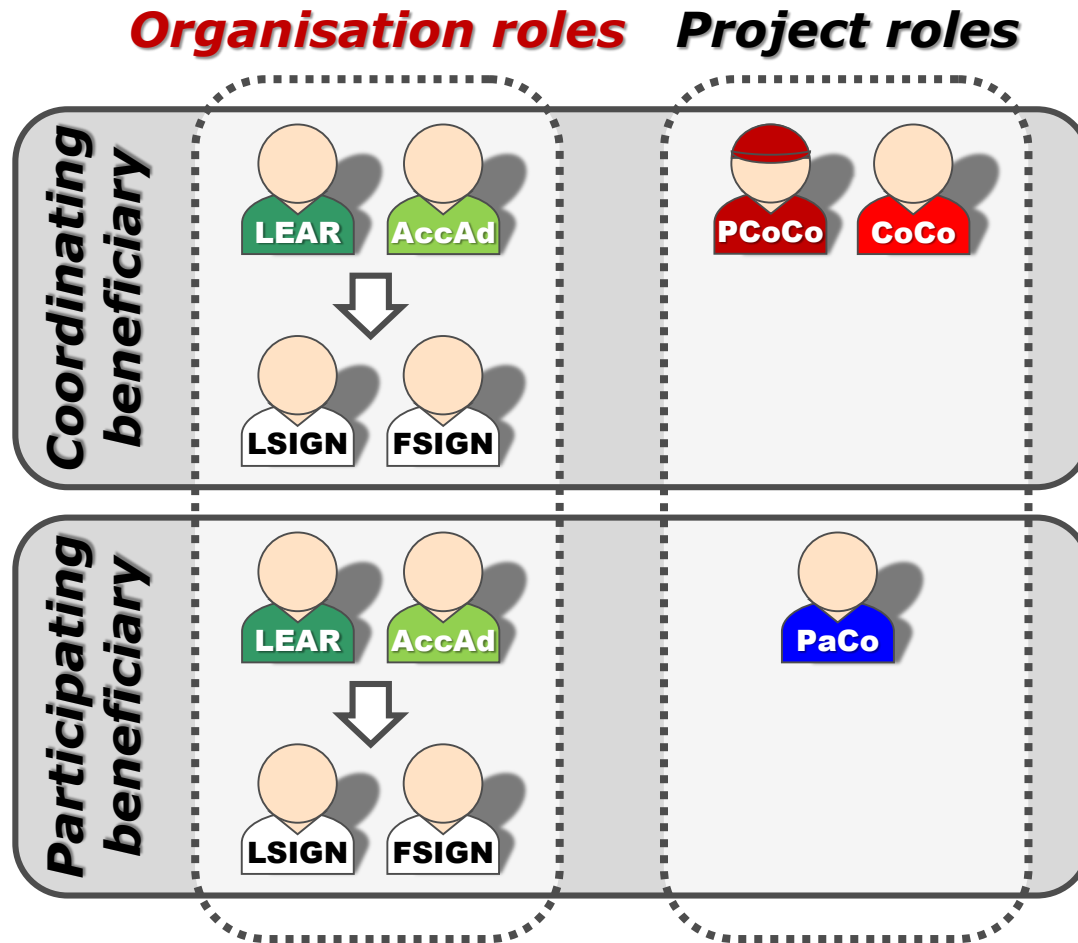 Organisation roles
Project roles
Coordinating
beneficiary
LEAR
AccAd
PCoCo
CoCo
LSIGN
FSIGN
Participating
beneficiary
LEAR
AccAd
PaCo
LSIGN
FSIGN